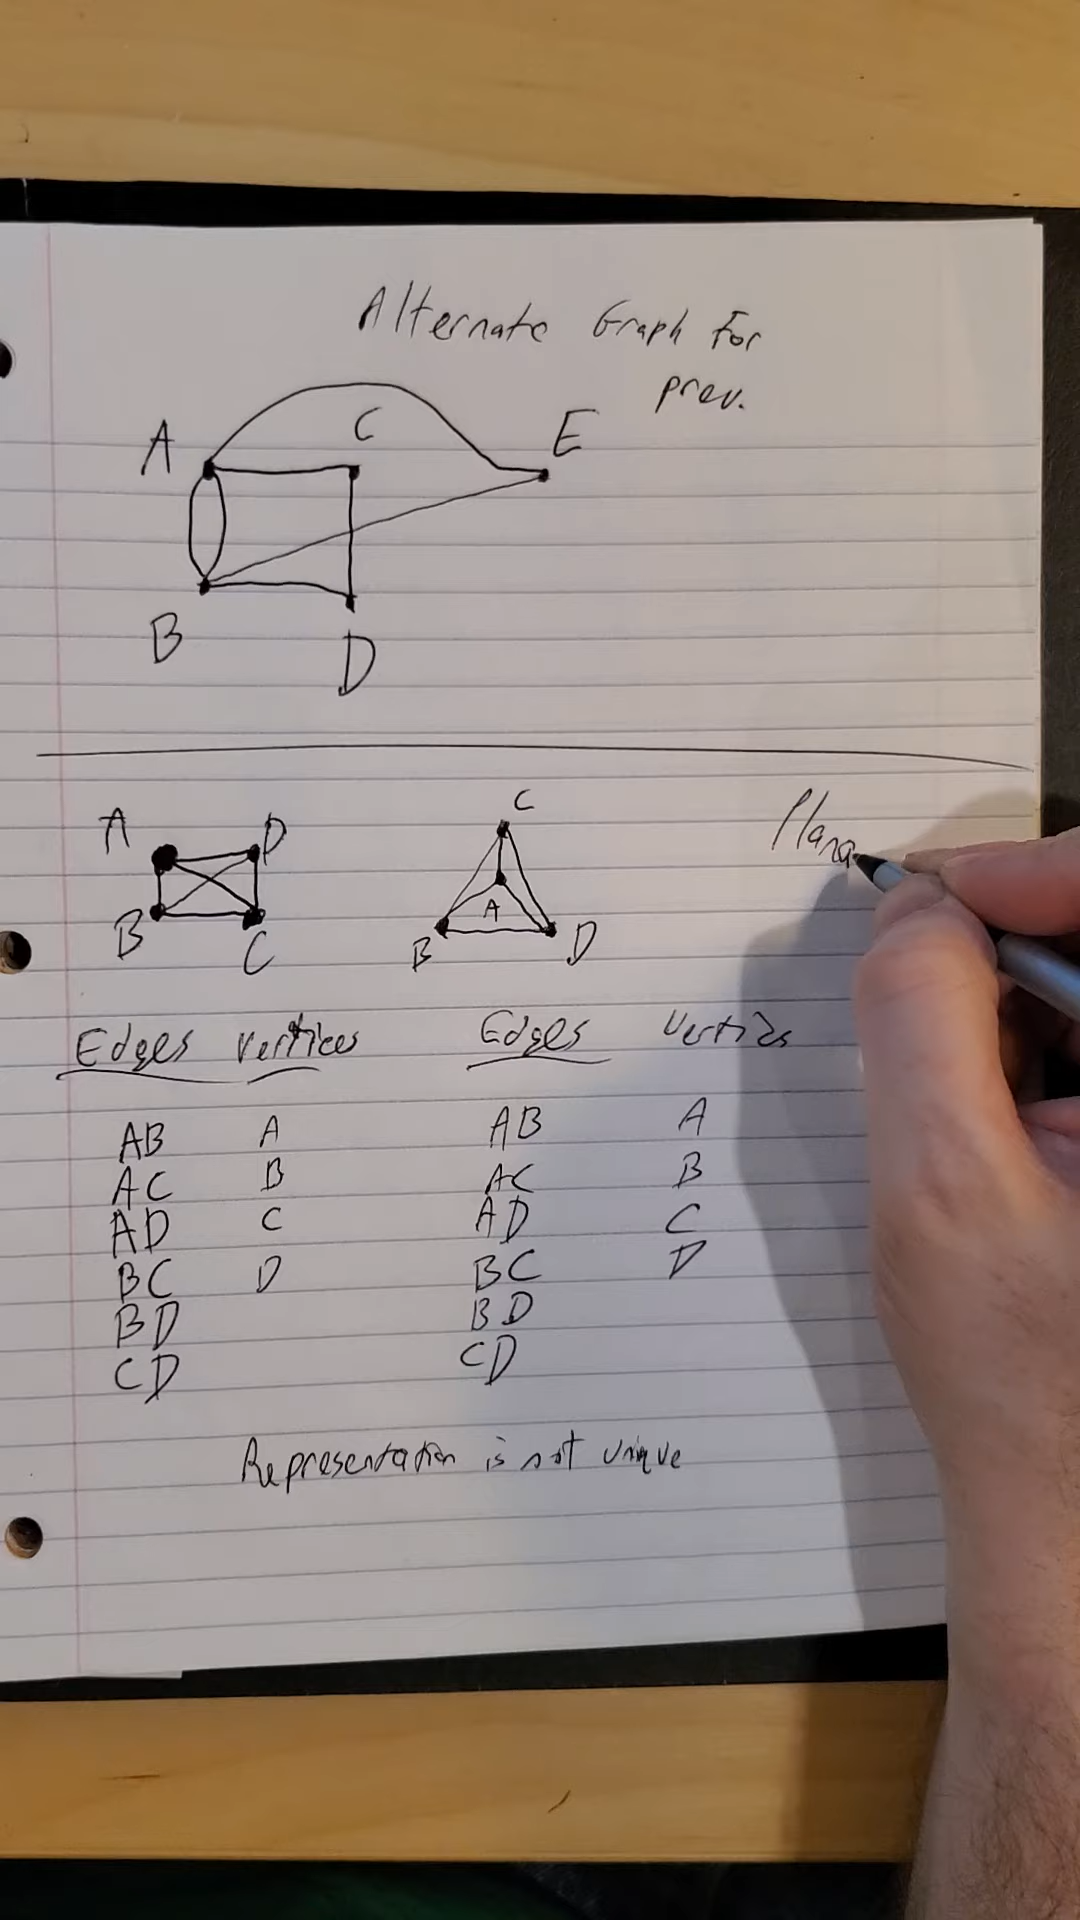 Alternate Graph For
prev.
A C E
B D
A D C
B C B A D
Plana
Edges Vertices Edges Vertices
AB A AB A
AC B AC B
AD C AD C
BC D BC D
BD BD
CD CD
Representation is not unique